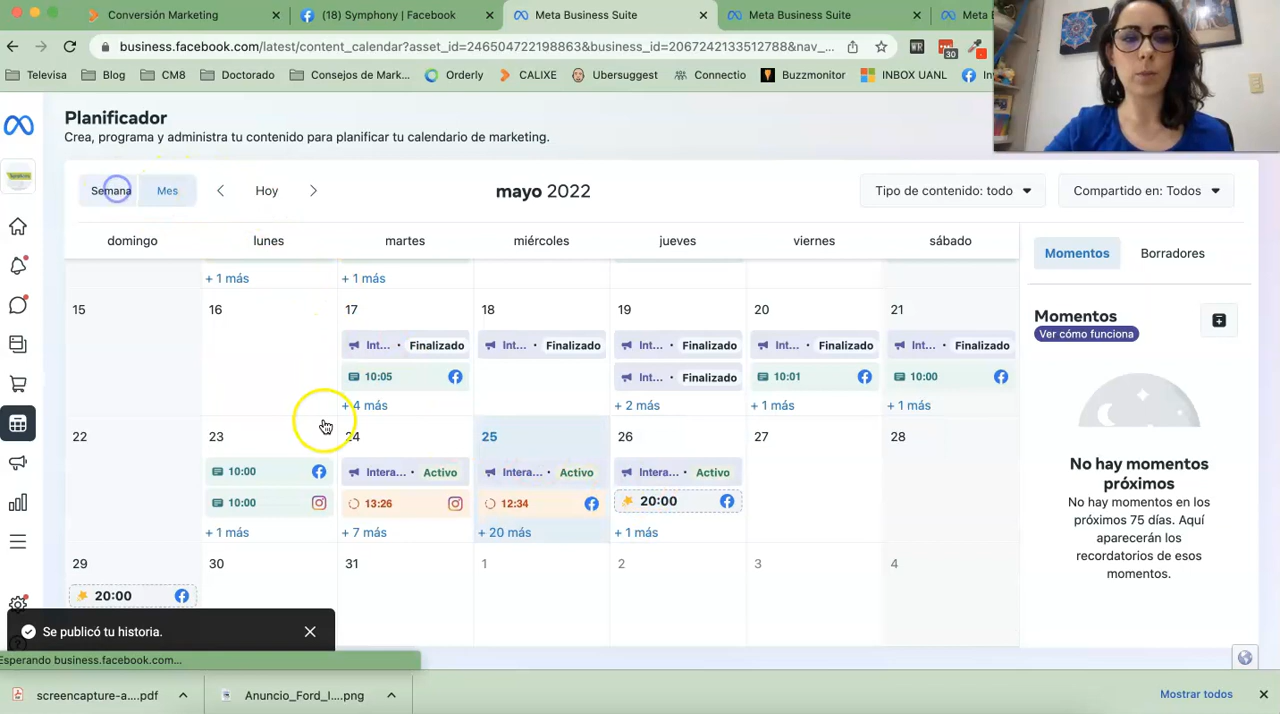 Conversión Marketing
(18) Symphony | Facebook
Meta Business Suite
Meta Business Suite
Meta B
business.facebook.com/latest/content_calendar?asset_id=246504722198863&business_id=2067242133512788&nav_...
30
Televisa
Blog
CM8
Doctorado
Consejos de Mark...
Orderly
CALIXE
Ubersuggest
Connectio
Buzzmonitor
INBOX UANL
Planificador
Crea, programa y administra tu contenido para planificar tu calendario de marketing.
Semana
Mes
Hoy
mayo 2022
Tipo de contenido: todo
Compartido en: Todos
domingo
lunes
martes
miércoles
jueves
viernes
sábado
Momentos
Borradores
+ 1 más
+ 1 más
15
16
17
18
19
20
21
Int... • Finalizado
Int... • Finalizado
Int... • Finalizado
Int... • Finalizado
Int... • Finalizado
10:05
Int... • Finalizado
10:01
10:00
+ 4 más
+ 2 más
+ 1 más
+ 1 más
Momentos
Ver cómo funciona
22
23
24
25
26
27
28
10:00
Intera... • Activo
Intera... • Activo
Intera... • Activo
10:00
13:26
12:34
20:00
+ 1 más
+ 7 más
+ 20 más
+ 1 más
No hay momentos
próximos
No hay momentos en los
próximos 75 días. Aquí
aparecerán los
recordatorios de esos
momentos.
29
30
31
1
2
3
4
20:00
Se publicó tu historia.
Esperando business.facebook.com...
screencapture-a....pdf
Anuncio_Ford_I....png
Mostrar todos